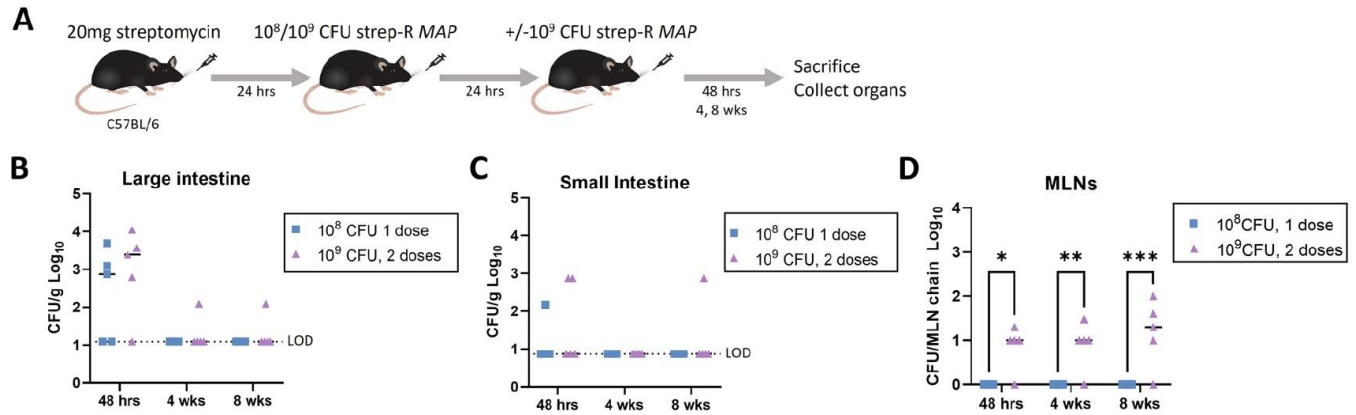 A
20mg streptomycin
10⁸/10⁹ CFU strep-R MAP
+/-10⁹ CFU strep-R MAP
24 hrs
24 hrs
48 hrs
4, 8 wks
Sacrifice
Collect organs
C57BL/6
B
Large intestine
CFU/g Log₁₀
5
4
3
2
1
0
48 hrs
4 wks
8 wks
LOD
10⁸ CFU 1 dose
10⁹ CFU, 2 doses
C
Small Intestine
CFU/g Log₁₀
5
4
3
2
1
0
48 hrs
4 wks
8 wks
LOD
10⁸ CFU 1 dose
10⁹ CFU, 2 doses
D
MLNs
CFU/MLN chain Log₁₀
4
3
2
1
0
*
**
***
48 hrs
4 wks
8 wks
10⁸CFU, 1 dose
10⁹CFU, 2 doses